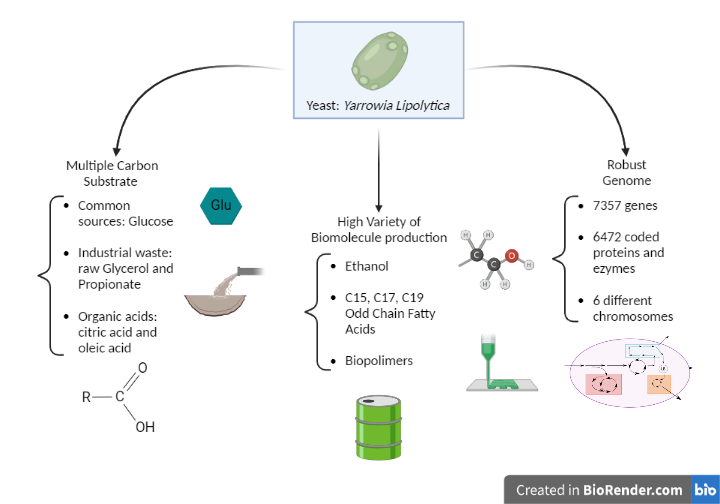 Yeast: Yarrowia Lipolytica
Multiple Carbon
Substrate
• Common
sources: Glucose
• Industrial waste:
raw Glycerol and
Propionate
• Organic acids:
citric acid and
oleic acid
Glu
R
C
O
OH
High Variety of
Biomolecule production
• Ethanol
• C15, C17, C19
Odd Chain Fatty
Acids
• Biopolimers
H
H
C
C
O
H
H
H
Robust
Genome
• 7357 genes
• 6472 coded
proteins and
ezymes
• 6 different
chromosomes
Created in BioRender.com bio